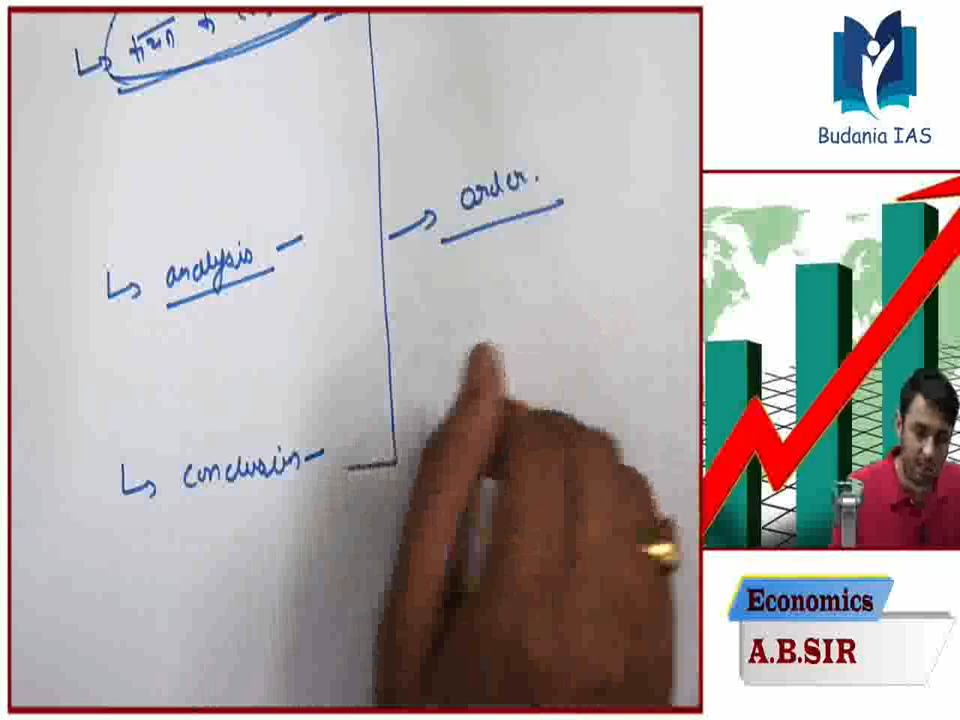 Budania IAS
order.
analysis -
conclusion -
Economics
A.B.SIR